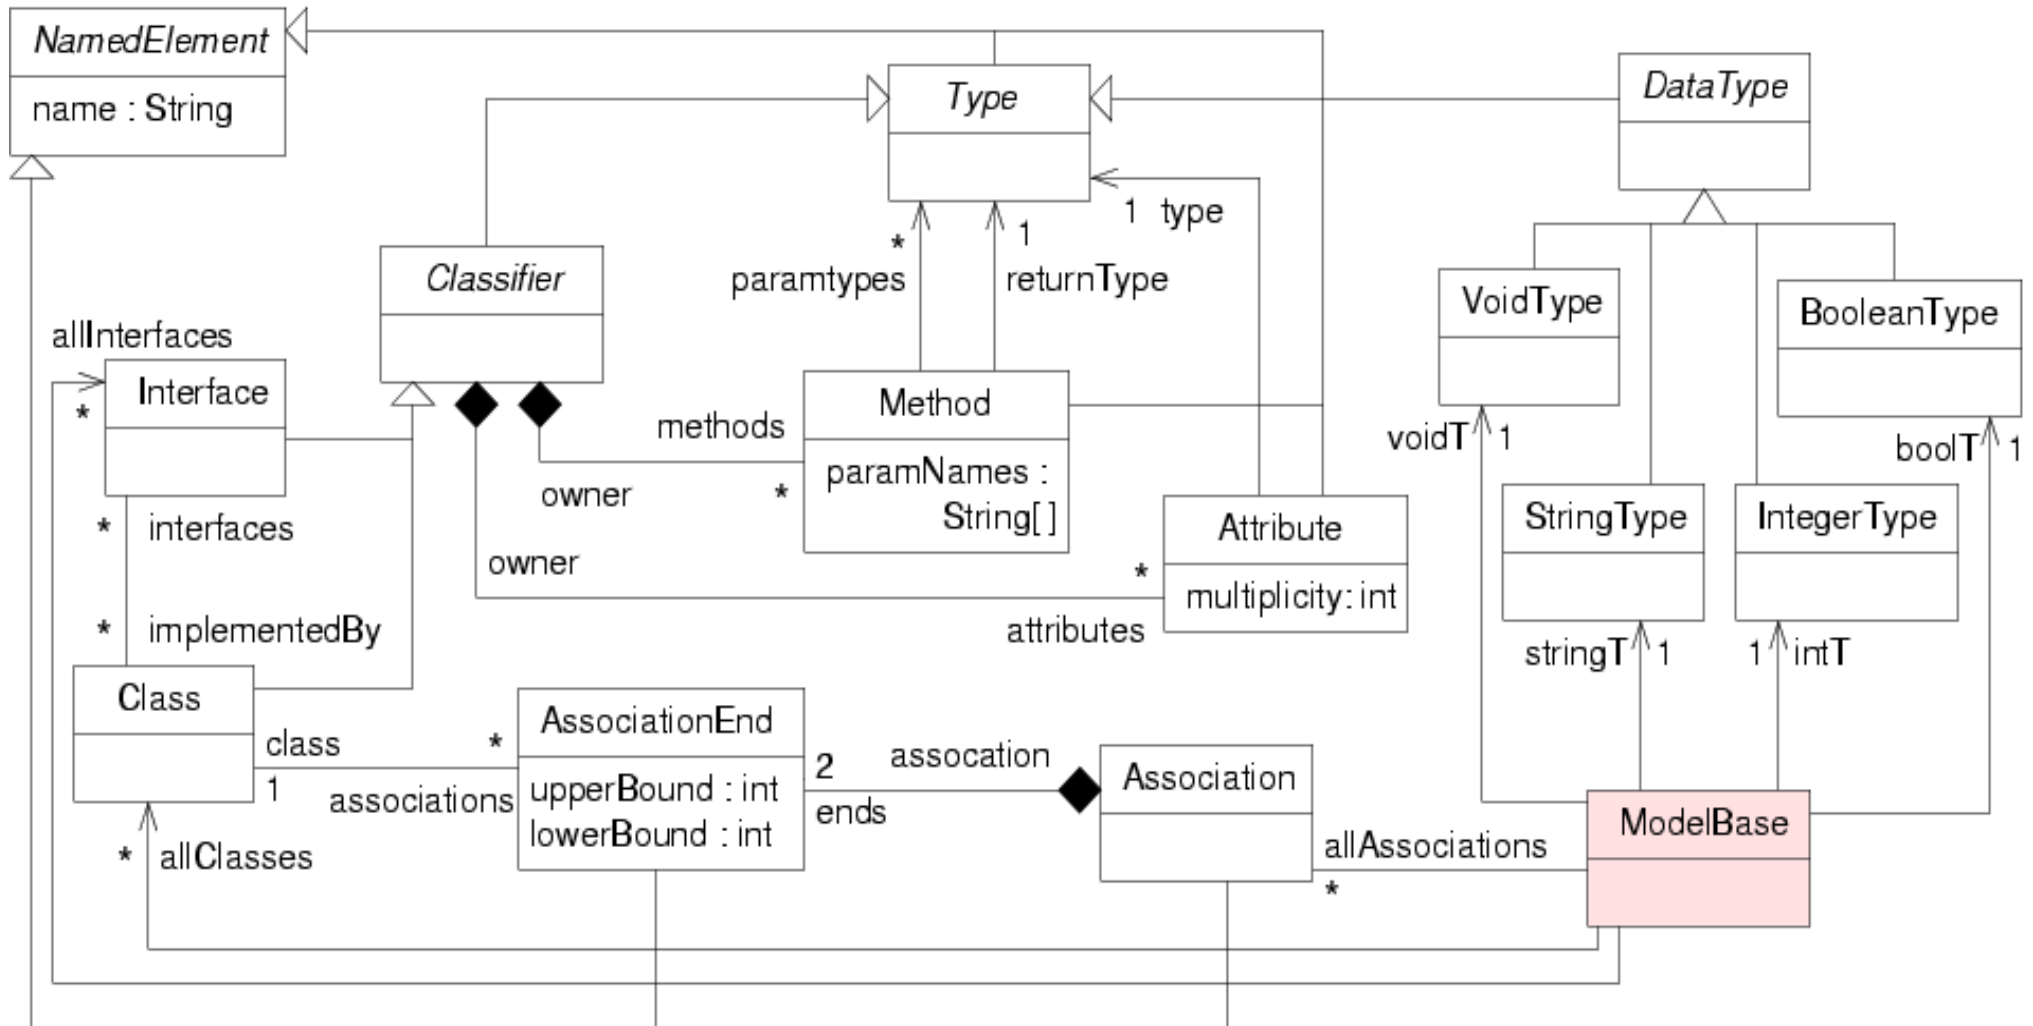 NamedElement
name : String
Type
DataType
Classifier
1 type
* 1
paramtypes returnType
VoidType
BooleanType
allInterfaces
Interface
*
Method
paramNames :
String[ ]
methods
*
owner
voidT 1
boolT 1
StringType
IntegerType
Attribute
multiplicity: int
* interfaces
owner
*
attributes
* implementedBy
stringT 1
1 intT
Class
class
1
*
associations
AssociationEnd
upperBound : int
lowerBound : int
2
ends
assocation
Association
ModelBase
allAssociations
*
* allClasses